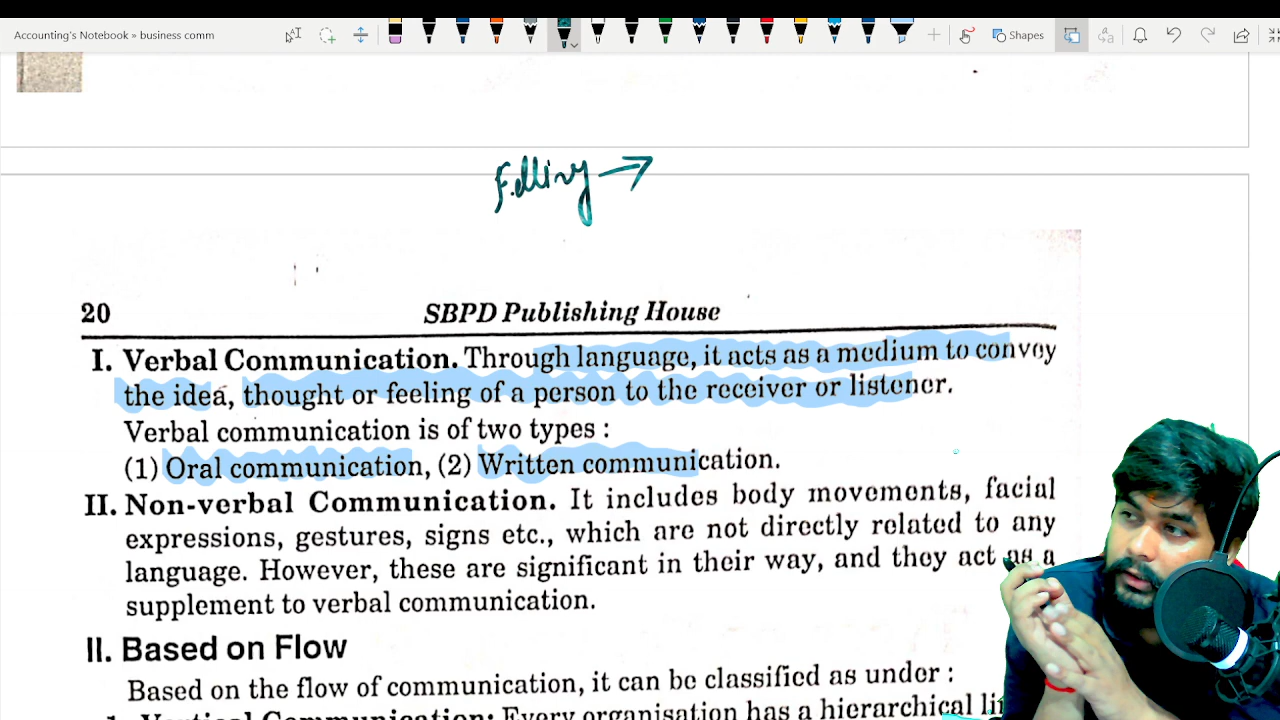 Accounting's Notebook » business comm
Shapes
20
SBPD Publishing House
I. Verbal Communication. Through language, it acts as a medium to convey
the idea, thought or feeling of a person to the receiver or listener.
Verbal communication is of two types :
(1) Oral communication, (2) Written communication.
II. Non-verbal Communication. It includes body movements, facial
expressions, gestures, signs etc., which are not directly related to any
language. However, these are significant in their way, and they act as a
supplement to verbal communication.
II. Based on Flow
Based on the flow of communication, it can be classified as under :
Vertical Communication: Every organisation has a hierarchical